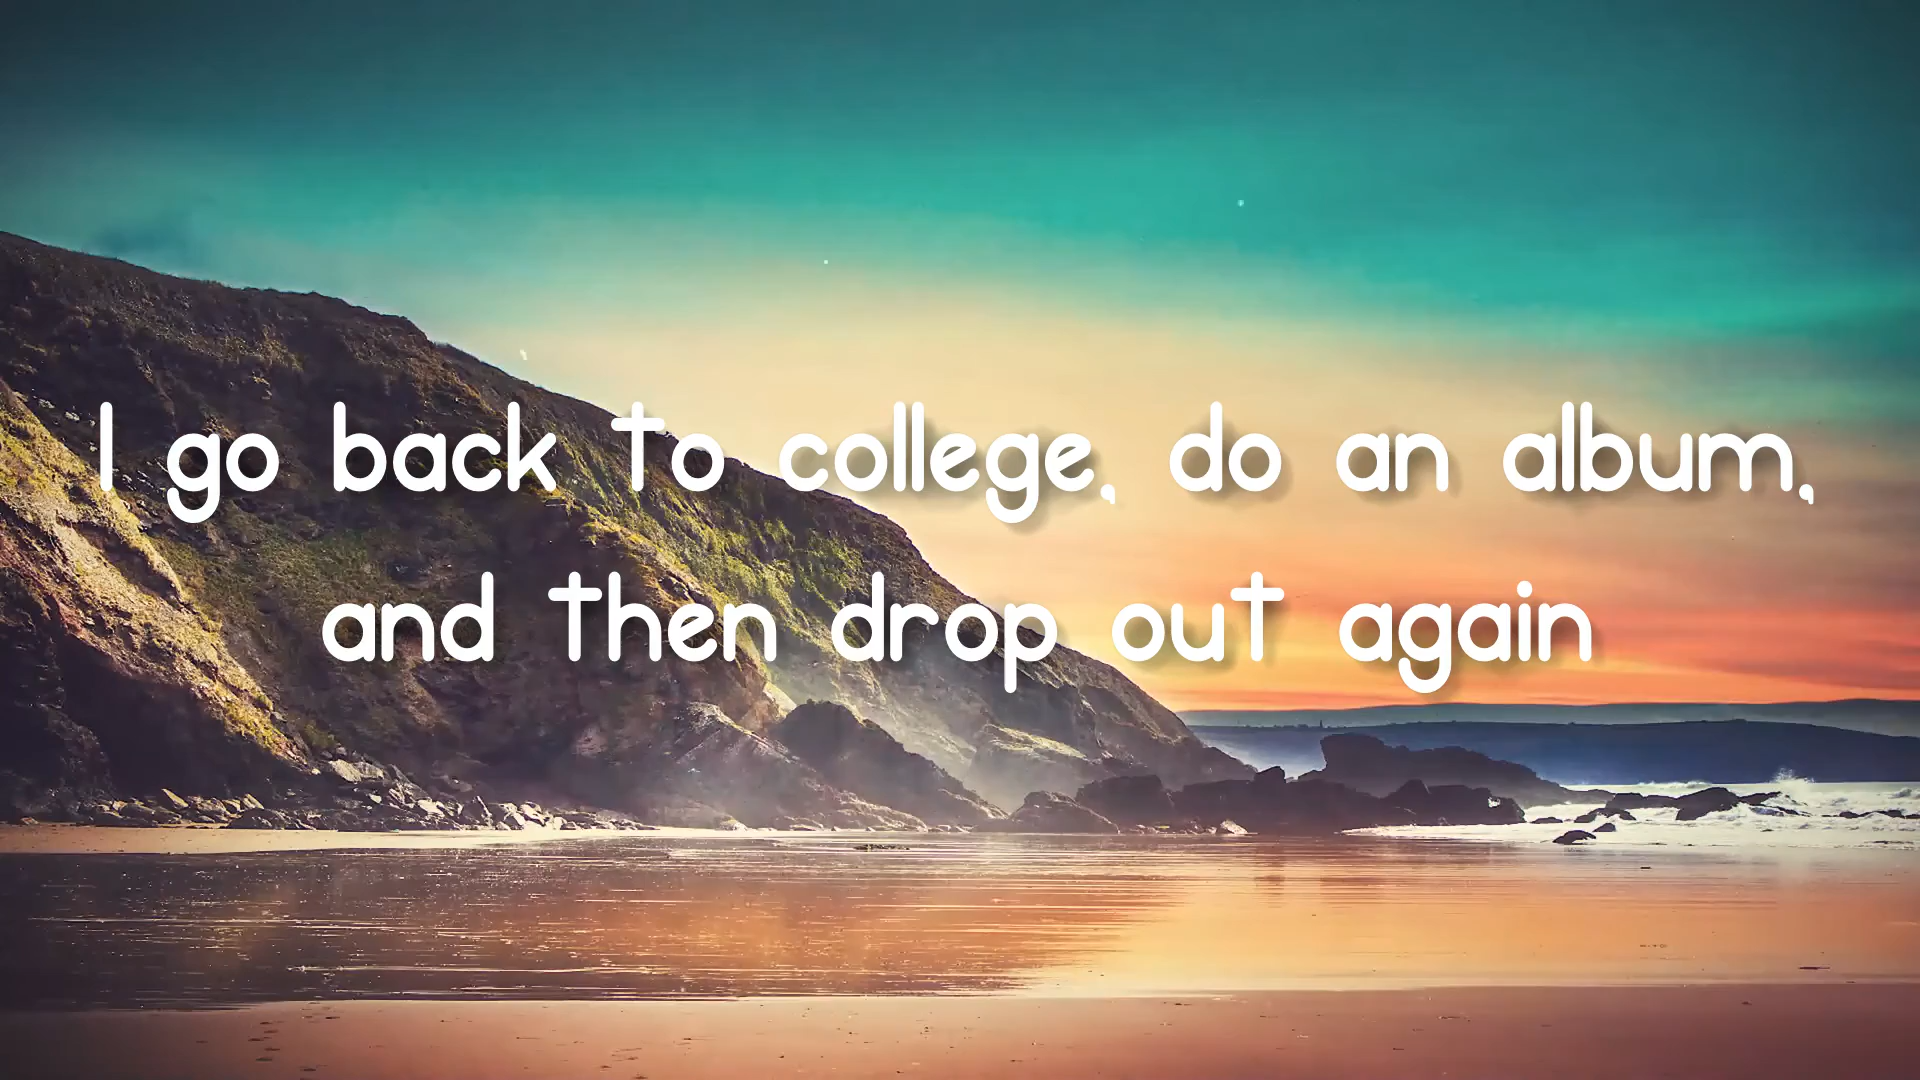 I go back to college, do an album,
and then drop out again